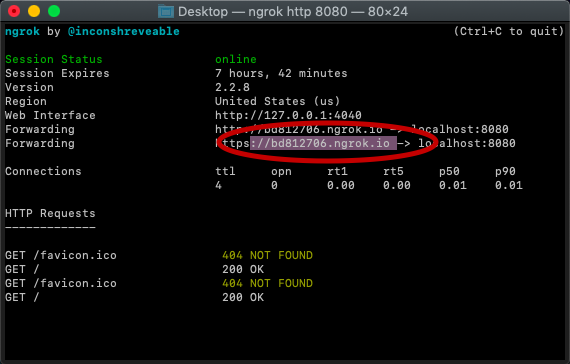 Desktop — ngrok http 8080 — 80×24
ngrok by @inconshreveable (Ctrl+C to quit)
Session Status online
Session Expires 7 hours, 42 minutes
Version 2.2.8
Region United States (us)
Web Interface http://127.0.0.1:4040
Forwarding http://bd812706.ngrok.io -> localhost:8080
Forwarding https://bd812706.ngrok.io -> localhost:8080
Connections ttl opn rt1 rt5 p50 p90
4 0 0.00 0.00 0.01 0.01
HTTP Requests
-------------
GET /favicon.ico 404 NOT FOUND
GET / 200 OK
GET /favicon.ico 404 NOT FOUND
GET / 200 OK